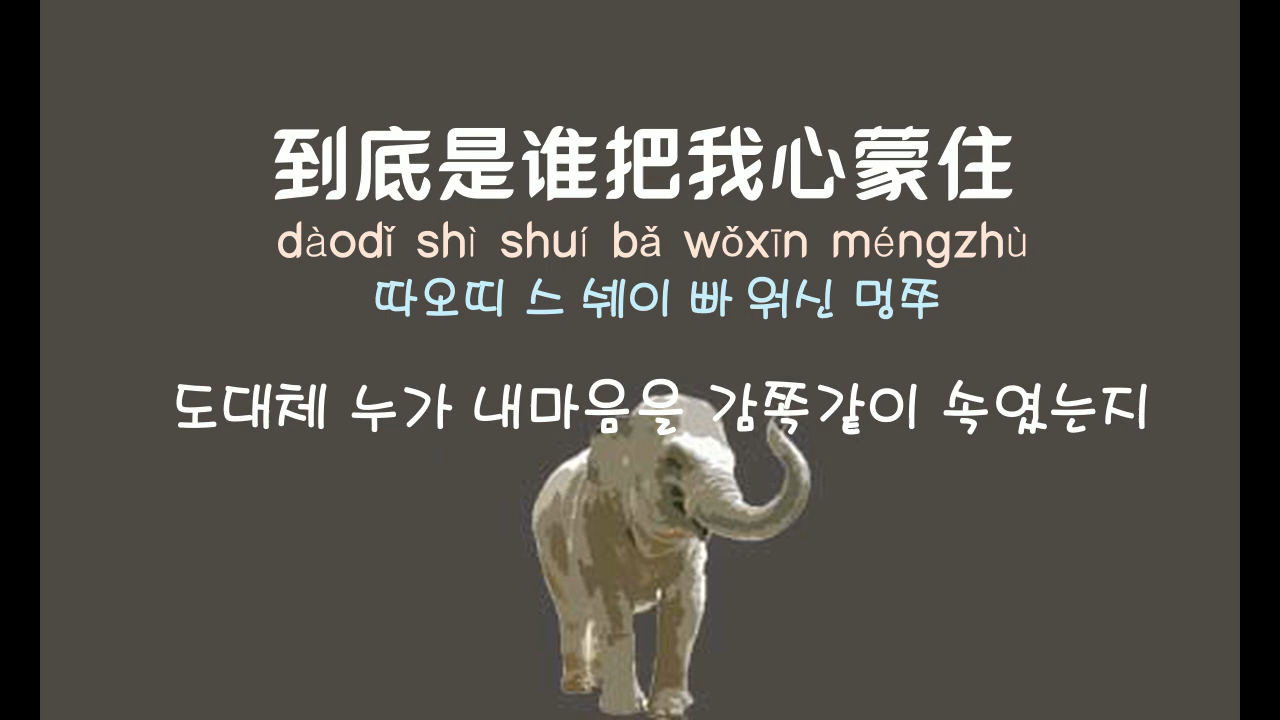 到底是谁把我心蒙住
dàodǐ shì shuí bǎ wǒxīn méngzhù
따오띠 스 쉐이 빠 워신 멍쭈
도대체 누가 내마음을 감쪽같이 속였는지